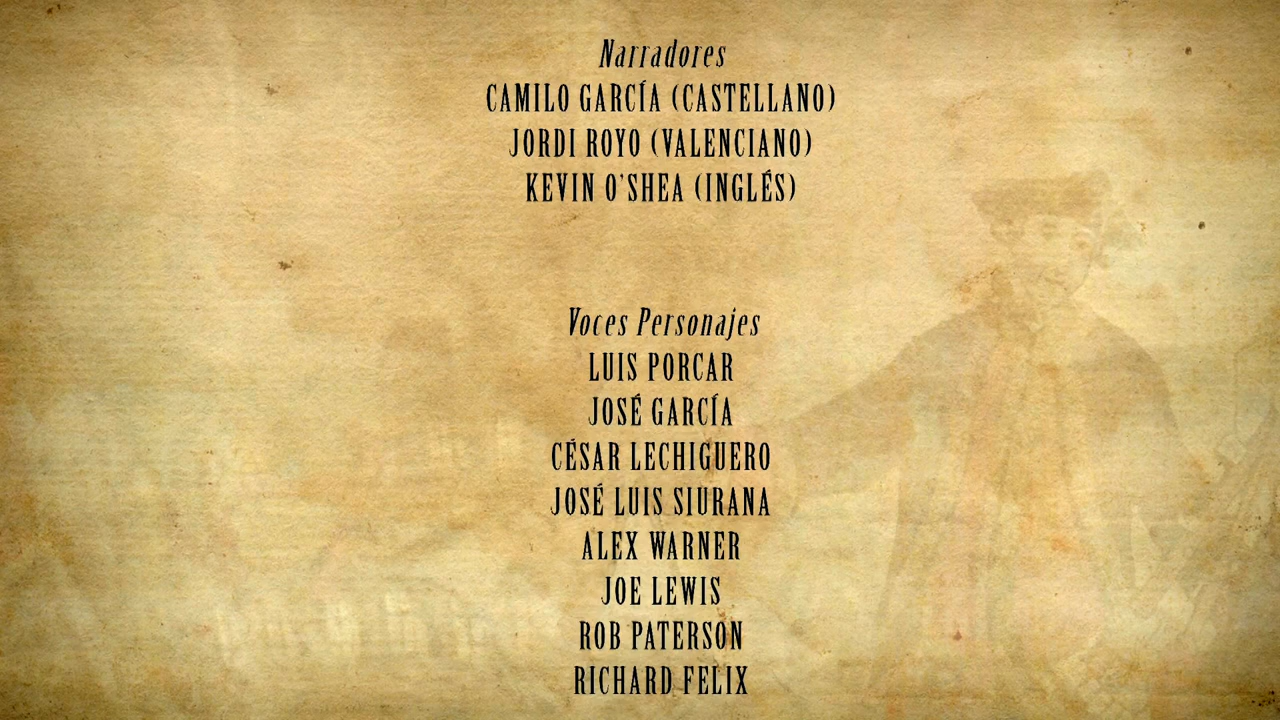 Narradores
CAMILO GARCÍA (CASTELLANO)
JORDI ROYO (VALENCIANO)
KEVIN O'SHEA (INGLÉS)
Voces Personajes
LUIS PORCAR
JOSÉ GARCÍA
CÉSAR LECHIGUERO
JOSÉ LUIS SIURANA
ALEX WARNER
JOE LEWIS
ROB PATERSON
RICHARD FELIX